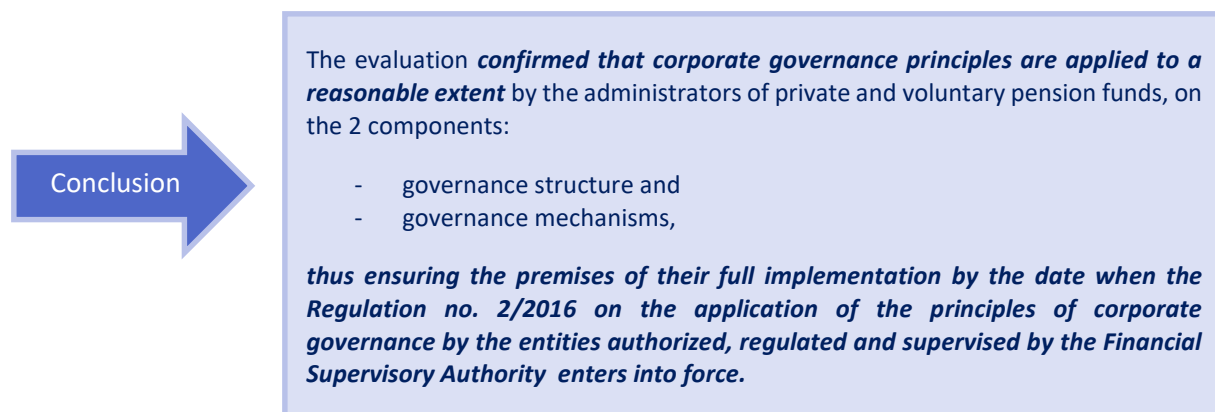 Conclusion
The evaluation confirmed that corporate governance principles are applied to a
reasonable extent by the administrators of private and voluntary pension funds, on
the 2 components:
- governance structure and
- governance mechanisms,
thus ensuring the premises of their full implementation by the date when the
Regulation no. 2/2016 on the application of the principles of corporate
governance by the entities authorized, regulated and supervised by the Financial
Supervisory Authority enters into force.